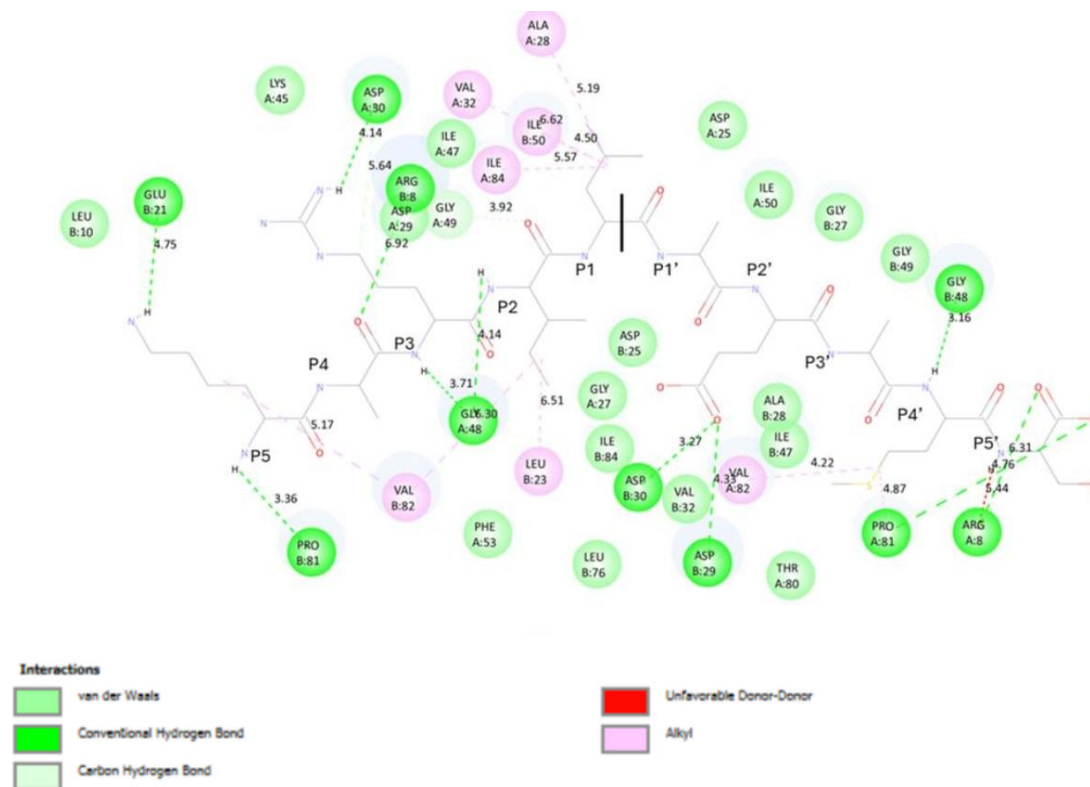 ALA
A:28
LYS
A:45
ASP
A:30
VAL
A:32
5.19
4.14
ILE
B:50
6.62
ASP
A:25
ILE
A:47
4.50
5.64
ILE
A:84
5.57
ARG
B:8
ILE
A:50
GLU
B:21
LEU
B:10
ASP
A:29
GLY
A:49
3.92
GLY
B:27
4.75
6.92
O
O
GLY
B:49
N
H
N
N
N
P1
P1'
N
P2'
GLY
B:48
H
N
P2
3.16
O
O
O
4.14
ASP
B:25
N
P3
O
N
P3'
H
H
N
P4
N
3.71
GLY
A:27
O
ALA
B:28
O
H
N
P4'
O
O
5.17
GLY
A:48
6.30
6.51
O
ILE
B:47
O
O
P5
N
H
O
ILE
B:84
3.27
P5'
N
6.31
4.76
H
LEU
B:23
4.33
VAL
A:82
4.22
S
3.36
VAL
B:82
ASP
B:30
VAL
B:32
4.87
5.44
O
PRO
B:81
PHE
A:53
PRO
A:81
ARG
A:8
LEU
B:76
ASP
B:29
THR
A:80
Interactions
van der Waals
Conventional Hydrogen Bond
Carbon Hydrogen Bond
Unfavorable Donor-Donor
Alkyl